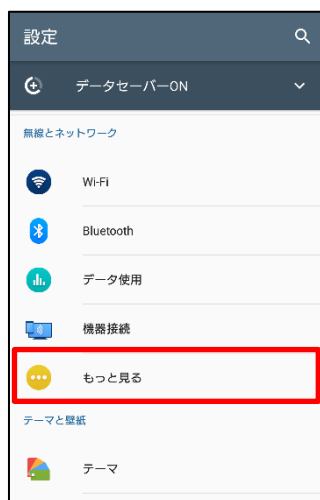 設定
データセーバーON
無線とネットワーク
Wi-Fi
Bluetooth
データ使用
機器接続
もっと見る
テーマと壁紙
テーマ